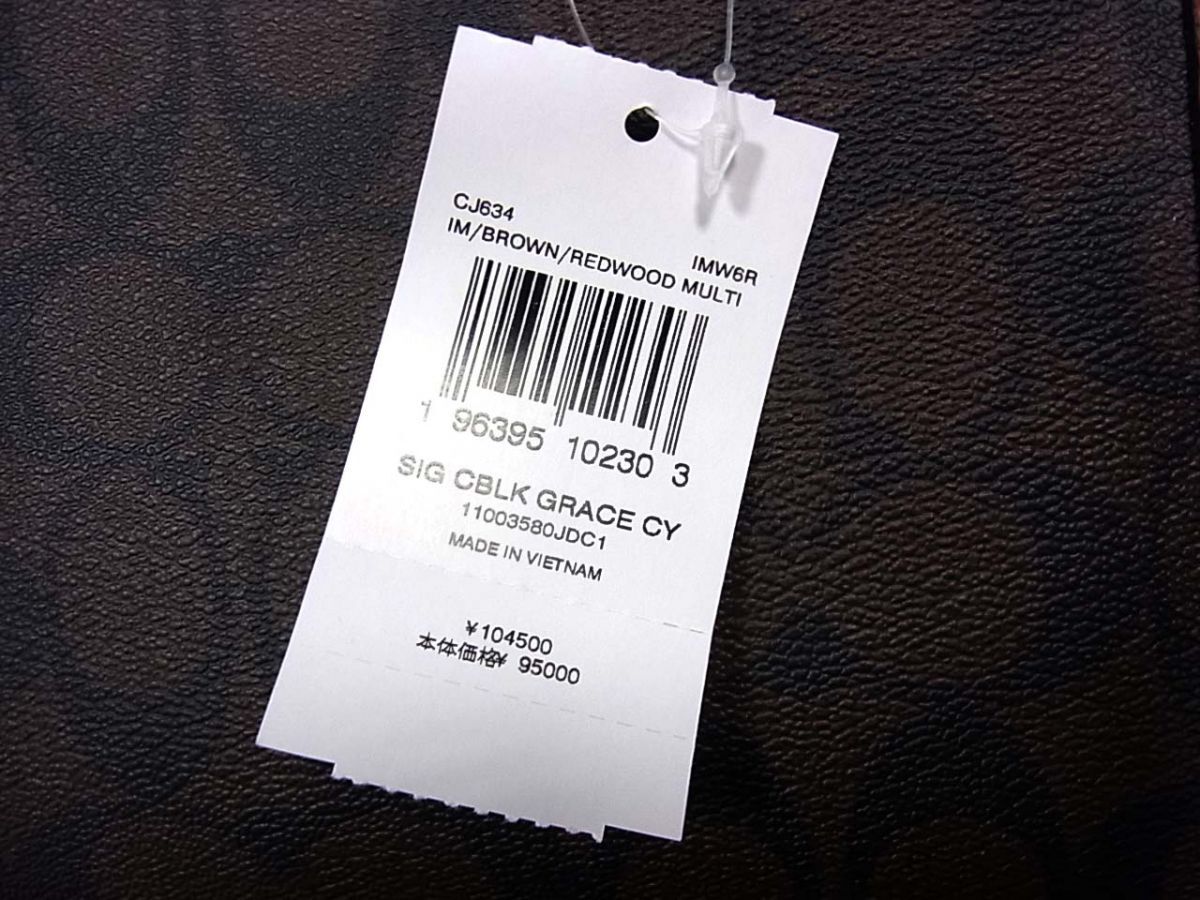 CJ634
IMW6R
IM/BROWN/REDWOOD MULTI
1 96395 10230 3
SIG CBLK GRACE CY
11003580JDC1
MADE IN VIETNAM
¥104500
本体価格¥ 95000